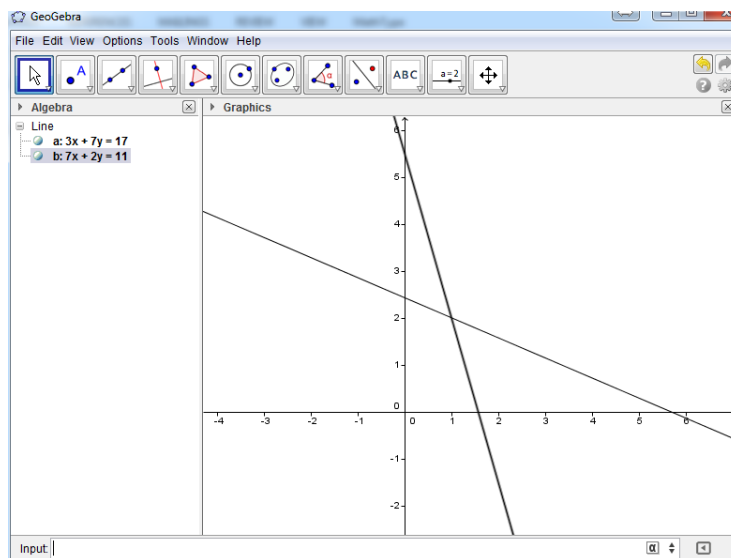 GeoGebra
File Edit View Options Tools Window Help
A
α
ABC
a=2
Algebra
Graphics
Line
a: 3x + 7y = 17
b: 7x + 2y = 11
6
5
4
3
2
1
0
-4 -3 -2 -1 0 1 2 3 4 5 6
-1
-2
Input:
α